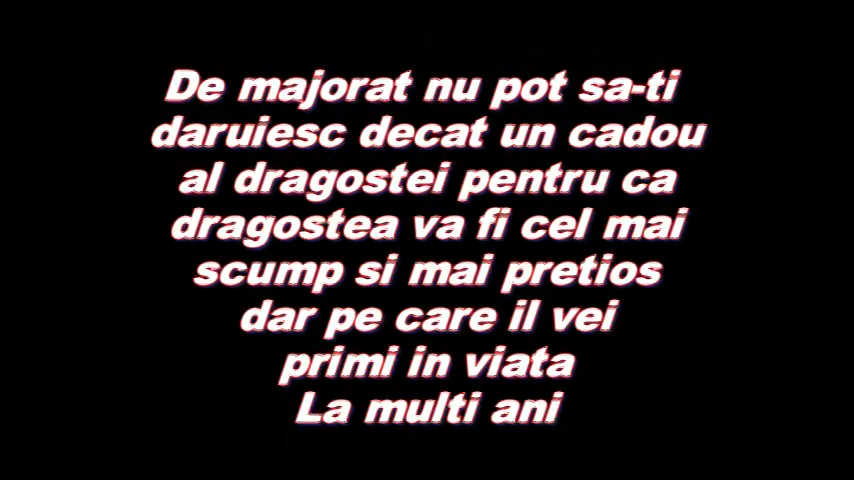 De majorat nu pot sa-ti
daruiesc decat un cadou
al dragostei pentru ca
dragostea va fi cel mai
scump si mai pretios
dar pe care il vei
primi in viata
La multi ani